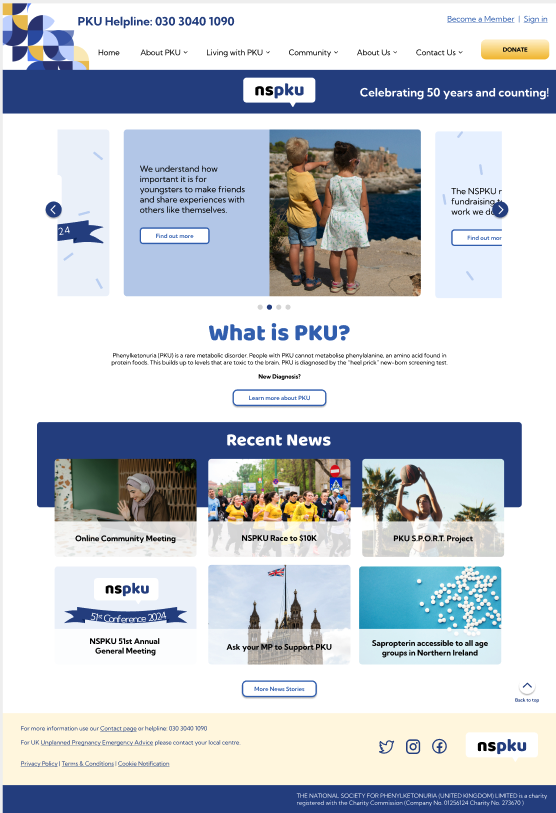 PKU Helpline: 030 3040 1090
Become a Member | Sign in
Home About PKU Living with PKU Community About Us Contact Us DONATE
nspku
Celebrating 50 years and counting!
We understand how
important it is for
youngsters to make friends
and share experiences with
others like themselves.
Find out more
24
The NSPKU
fundraising
work we
Find out
What is PKU?
Phenylketonuria (PKU) is a rare metabolic disorder. People with PKU cannot metabolise phenylalanine, an amino acid found in
protein foods. This builds up to levels that are toxic to the brain. PKU is diagnosed by the "heel prick" new-born screening test.
New Diagnosis?
Learn more about PKU
Recent News
Online Community Meeting
NSPKU Race to $10K
PKU S.P.O.R.T. Project
nspku
51st Conference 2024
NSPKU 51st Annual
General Meeting
Ask your MP to Support PKU
Sapropterin accessible to all age
groups in Northern Ireland
More News Stories
Back to top
For more information use our Contact page or helpline: 030 3040 1090
For UK Unplanned Pregnancy Emergency Advice please contact your local centre.
Privacy Policy | Terms & Conditions | Cookie Notification
nspku
THE NATIONAL SOCIETY FOR PHENYLKETONURIA (UNITED KINGDOM) LIMITED is a charity
registered with the Charity Commission (Company No. 01256124 Charity No. 273670 )